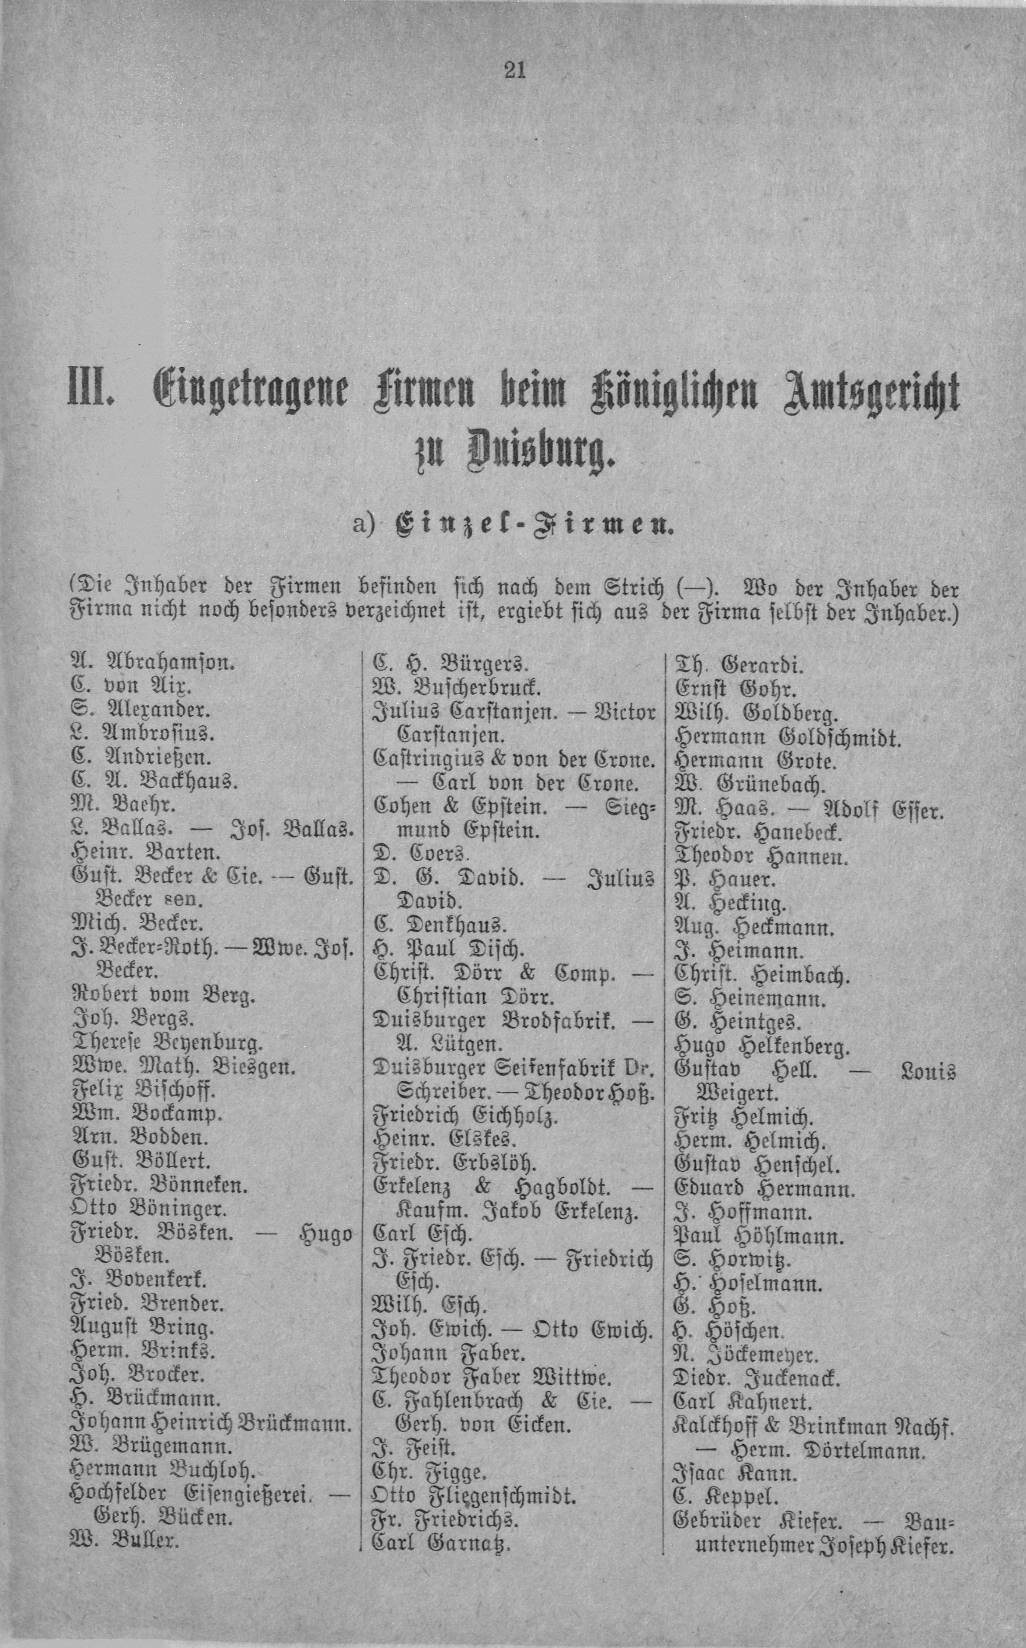 21
III. Eingetragene Firmen beim Königlichen Amtsgericht
zu Duisburg.
a) Einzel-Firmen.
(Die Inhaber der Firmen befinden sich nach dem Strich (—). Wo der Inhaber der
Firma nicht noch besonders verzeichnet ist, ergiebt sich aus der Firma selbst der Inhaber.)
A. Abrahamson.
C. von Aix.
S. Alexander.
L. Ambrosius.
C. Andrießen.
C. A. Backhaus.
M. Baehr.
L. Ballas. — Jos. Ballas.
Heinr. Barten.
Gust. Becker & Cie. — Gust.
Becker sen.
Mich. Becker.
J. Becker-Roth. — Wwe. Jos.
Becker.
Robert vom Berg.
Joh. Bergs.
Therese Beyenburg.
Wwe. Math. Biesgen.
Felix Bischoff.
Wm. Bockamp.
Arn. Bodden.
Gust. Böllert.
Friedr. Bönneken.
Otto Böninger.
Friedr. Bösken. — Hugo
Bösken.
J. Bovenkerk.
Fried. Brender.
August Bring.
Herm. Brinks.
Joh. Brocker.
H. Brückmann.
Johann Heinrich Brückmann.
W. Brügemann.
Hermann Buchloh.
Hochfelder Eisengießerei. —
Gerh. Bücken.
W. Buller.
C. H. Bürgers.
W. Buscherbruck.
Julius Carstanjen. — Victor
Carstanjen.
Castringius & von der Crone.
— Carl von der Crone.
Cohen & Epstein. — Sieg-
mund Epstein.
D. Coers.
D. G. David. — Julius
David.
C. Denkhaus.
H. Paul Disch.
Christ. Dörr & Comp. —
Christian Dörr.
Duisburger Brodfabrik. —
A. Lütgen.
Duisburger Seifenfabrik Dr.
Schreiber. — Theodor Hoß.
Friedrich Eichholz.
Heinr. Elskes.
Friedr. Erbslöh.
Erkelenz & Hagboldt. —
Kaufm. Jakob Erkelenz.
Carl Esch.
J. Friedr. Esch. — Friedrich
Esch.
Wilh. Esch.
Joh. Ewich. — Otto Ewich.
Johann Faber.
Theodor Faber Wittwe.
C. Fahlenbrach & Cie. —
Gerh. von Eicken.
J. Feist.
Chr. Figge.
Otto Fliegenschmidt.
Fr. Friedrichs.
Carl Garnatz.
Th. Gerardi.
Ernst Gohr.
Wilh. Goldberg.
Hermann Goldschmidt.
Hermann Grote.
W. Grünebach.
M. Haas. — Adolf Esser.
Friedr. Hanebeck.
Theodor Hannen.
P. Hauer.
A. Hecking.
Aug. Heckmann.
J. Heimann.
Christ. Heimbach.
S. Heinemann.
G. Heintges.
Hugo Helkenberg.
Gustav Hell. — Louis
Weigert.
Fritz Helmich.
Herm. Helmich.
Gustav Henschel.
Eduard Hermann.
J. Hoffmann.
Paul Höhlmann.
S. Horwitz.
H. Hoselmann.
G. Hoß.
H. Höschen.
N. Jöckemeyer.
Diedr. Juckenack.
Carl Kahnert.
Kalckhoff & Brinkman Nachf.
— Herm. Dörtelmann.
Isaac Kann.
C. Keppel.
Gebrüder Kiefer. — Bau-
unternehmer Joseph Kiefer.